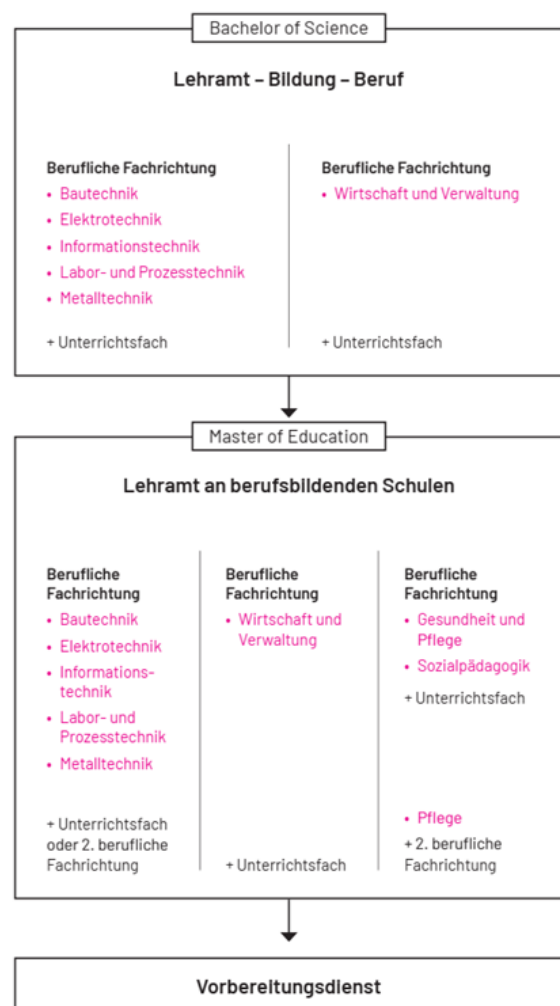 Bachelor of Science
Lehramt – Bildung – Beruf
Berufliche Fachrichtung
• Bautechnik
• Elektrotechnik
• Informationstechnik
• Labor- und Prozesstechnik
• Metalltechnik
+ Unterrichtsfach
Berufliche Fachrichtung
• Wirtschaft und Verwaltung
+ Unterrichtsfach
Master of Education
Lehramt an berufsbildenden Schulen
Berufliche
Fachrichtung
• Bautechnik
• Elektrotechnik
• Informations-
technik
• Labor- und
Prozesstechnik
• Metalltechnik
+ Unterrichtsfach
oder 2. berufliche
Fachrichtung
Berufliche
Fachrichtung
• Wirtschaft und
Verwaltung
+ Unterrichtsfach
Berufliche
Fachrichtung
• Gesundheit und
Pflege
• Sozialpädagogik
+ Unterrichtsfach
• Pflege
+ 2. berufliche
Fachrichtung
Vorbereitungsdienst